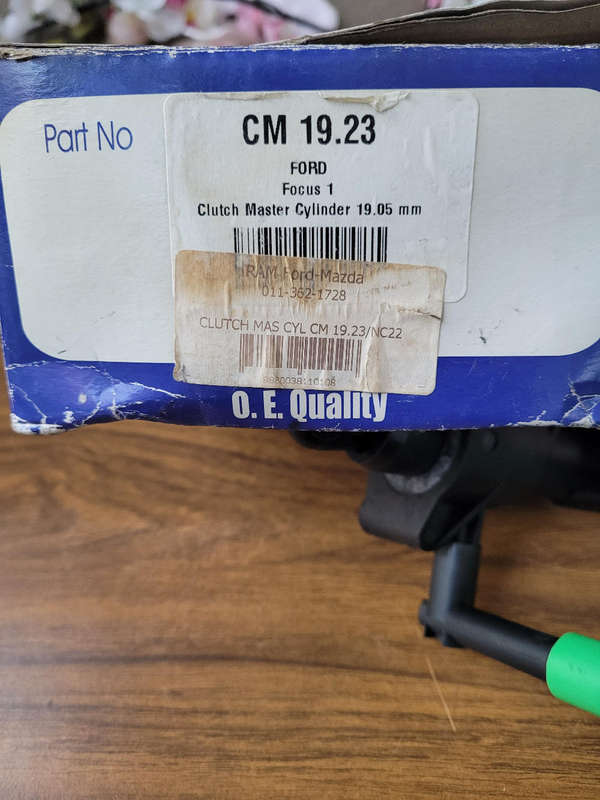 Part No
CM 19.23
FORD
Focus 1
Clutch Master Cylinder 19.05 mm
RAM Ford-Mazda
011-362-1728
CLUTCH MAS CYL CM 19.23/NC22
O. E. Quality